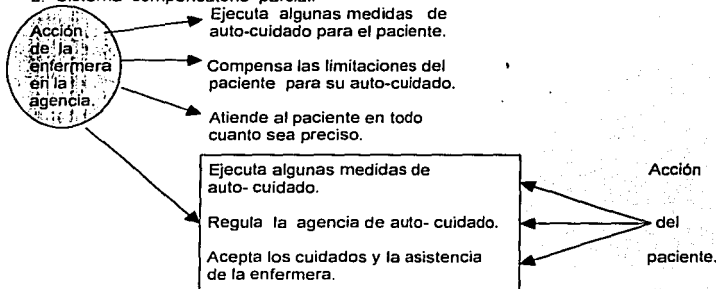 2. Sistema compensatorio parcial.
Acción
de la
enfermera
en la
agencia.
Ejecuta algunas medidas de
auto-cuidado para el paciente.
Compensa las limitaciones del
paciente para su auto-cuidado.
Atiende al paciente en todo
cuanto sea preciso.
Ejecuta algunas medidas de
auto- cuidado.
Regula la agencia de auto- cuidado.
Acepta los cuidados y la asistencia
de la enfermera.
Acción
del
paciente.